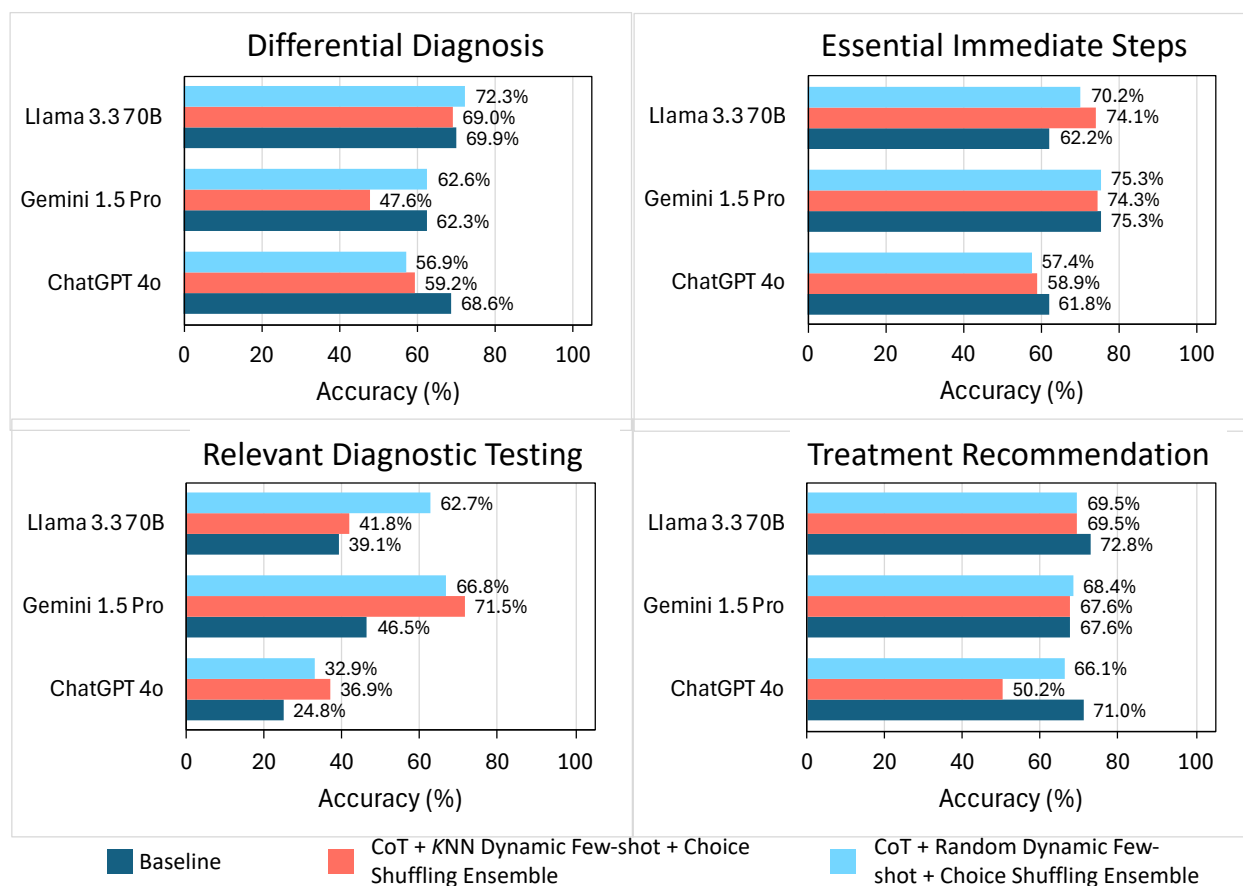 Differential Diagnosis
Llama 3.3 70B
72.3%
69.0%
69.9%
Gemini 1.5 Pro
62.6%
47.6%
62.3%
ChatGPT 4o
56.9%
59.2%
68.6%
0 20 40 60 80 100
Accuracy (%)
Essential Immediate Steps
Llama 3.3 70B
70.2%
74.1%
62.2%
Gemini 1.5 Pro
75.3%
74.3%
75.3%
ChatGPT 4o
57.4%
58.9%
61.8%
0 20 40 60 80 100
Accuracy (%)
Relevant Diagnostic Testing
Llama 3.3 70B
62.7%
41.8%
39.1%
Gemini 1.5 Pro
66.8%
71.5%
46.5%
ChatGPT 4o
32.9%
36.9%
24.8%
0 20 40 60 80 100
Accuracy (%)
Treatment Recommendation
Llama 3.3 70B
69.5%
69.5%
72.8%
Gemini 1.5 Pro
68.4%
67.6%
67.6%
ChatGPT 4o
66.1%
50.2%
71.0%
0 20 40 60 80 100
Accuracy (%)
Baseline
CoT + KNN Dynamic Few-shot + Choice
Shuffling Ensemble
CoT + Random Dynamic Few-
shot + Choice Shuffling Ensemble